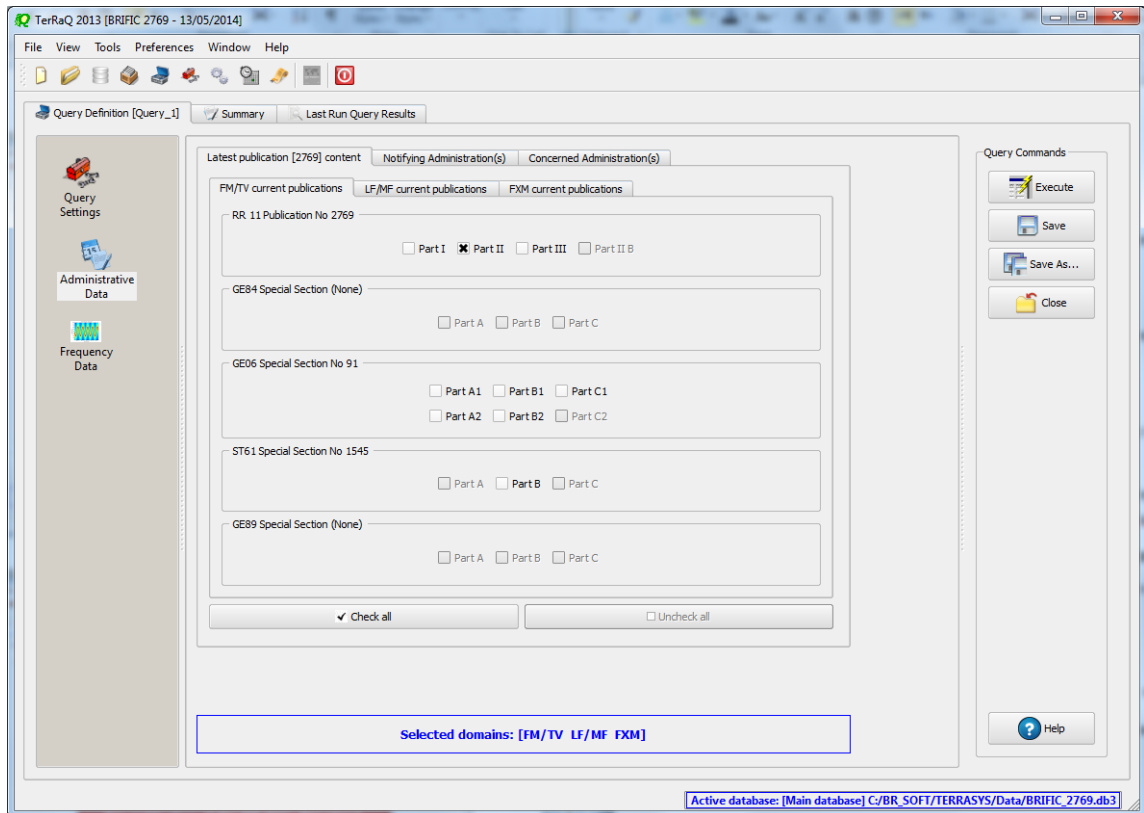 TerRaQ 2013 [BRIFIC 2769 - 13/05/2014]
File View Tools Preferences Window Help
Query Definition [Query_1] Summary Last Run Query Results
Query
Settings
Administrative
Data
Frequency
Data
Latest publication [2769] content Notifying Administration(s) Concerned Administration(s)
FM/TV current publications LF/MF current publications FXM current publications
RR 11 Publication No 2769
Part I Part II Part III Part II B
GE84 Special Section (None)
Part A Part B Part C
GE06 Special Section No 91
Part A1 Part B1 Part C1
Part A2 Part B2 Part C2
ST61 Special Section No 1545
Part A Part B Part C
GE89 Special Section (None)
Part A Part B Part C
Check all Uncheck all
Selected domains: [FM/TV LF/MF FXM]
Query Commands
Execute
Save
Save As...
Close
Help
Active database: [Main database] C:/BR_SOFT/TERRASYS/Data/BRIFIC_2769.db3